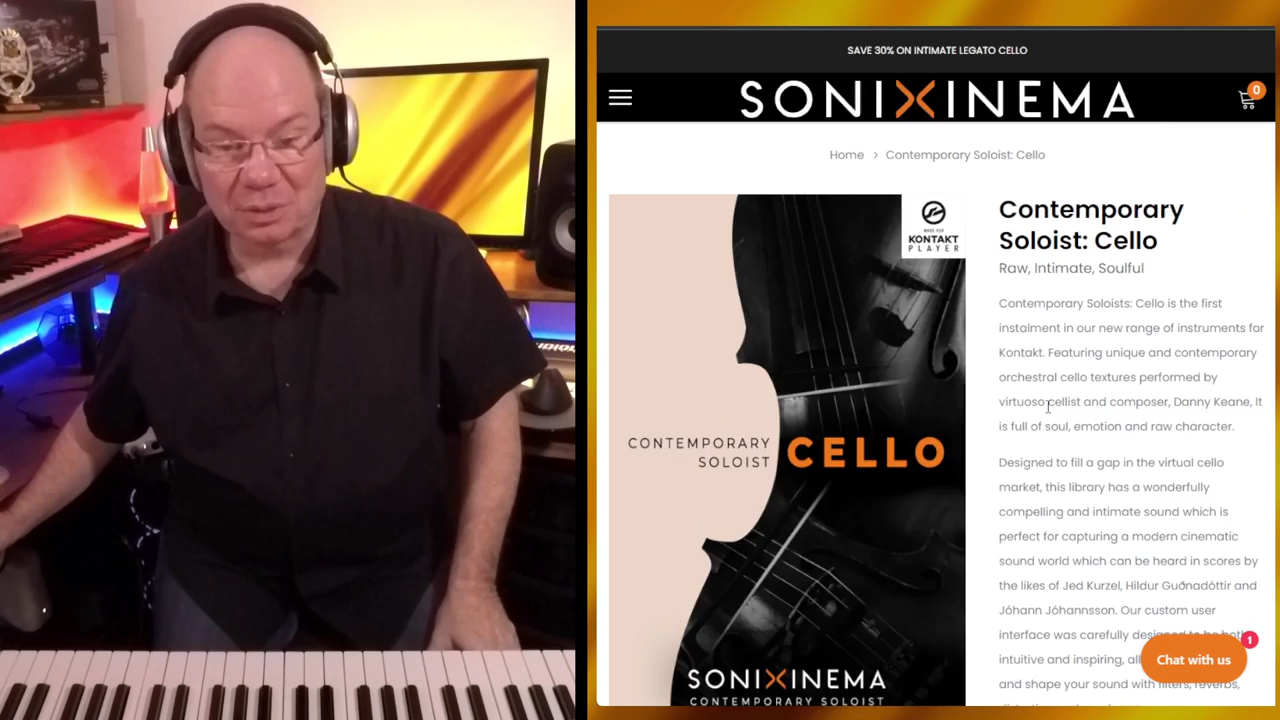 SAVE 30% ON INTIMATE LEGATO CELLO
SONIXINEMA
0
Home > Contemporary Soloist: Cello
MADE FOR
KONTAKT
PLAYER
CONTEMPORARY
SOLOIST
CELLO
SONIXINEMA
CONTEMPORARY SOLOIST
Contemporary
Soloist: Cello
Raw, Intimate, Soulful
Contemporary Soloists: Cello is the first
instalment in our new range of instruments for
Kontakt. Featuring unique and contemporary
orchestral cello textures performed by
virtuoso cellist and composer, Danny Keane, It
is full of soul, emotion and raw character.
Designed to fill a gap in the virtual cello
market, this library has a wonderfully
compelling and intimate sound which is
perfect for capturing a modern cinematic
sound world which can be heard in scores by
the likes of Jed Kurzel, Hildur Guðnadóttir and
Jóhann Jóhannsson. Our custom user
interface was carefully designed to be both
intuitive and inspiring,
and shape your sound with filters, reverbs,
1
Chat with us